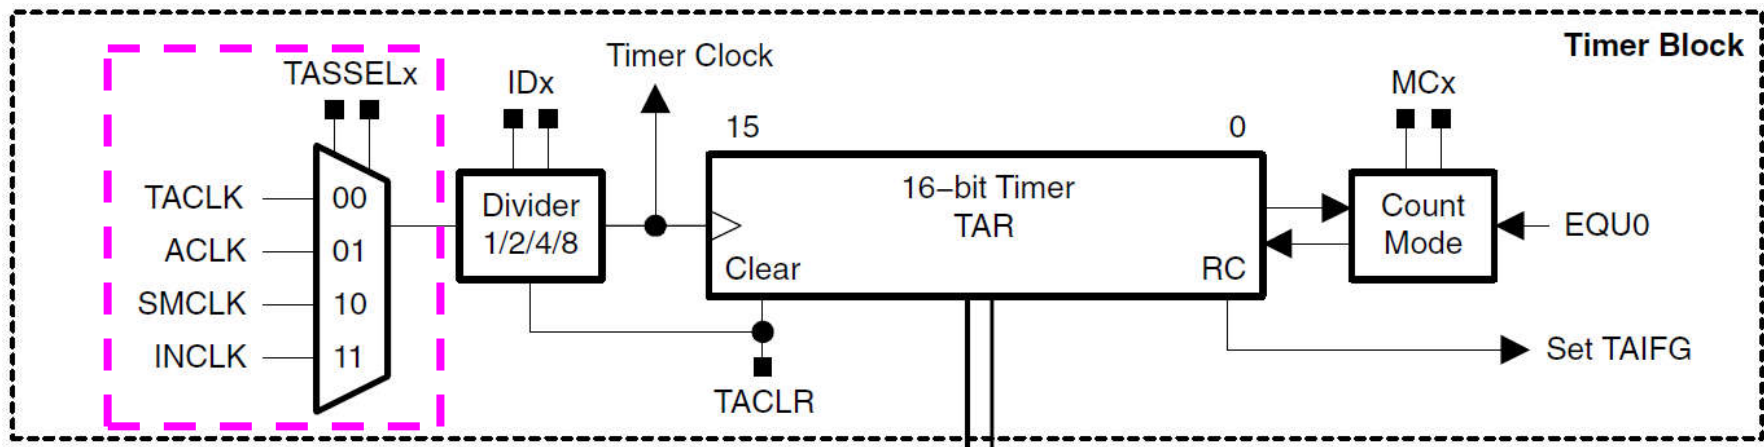 Timer Block
Timer Clock
TASSELx
IDx
MCx
15
0
TACLK
00
ACLK
01
SMCLK
10
INCLK
11
Divider
1/2/4/8
16−bit Timer
TAR
Clear
RC
Count
Mode
EQU0
Set TAIFG
TACLR